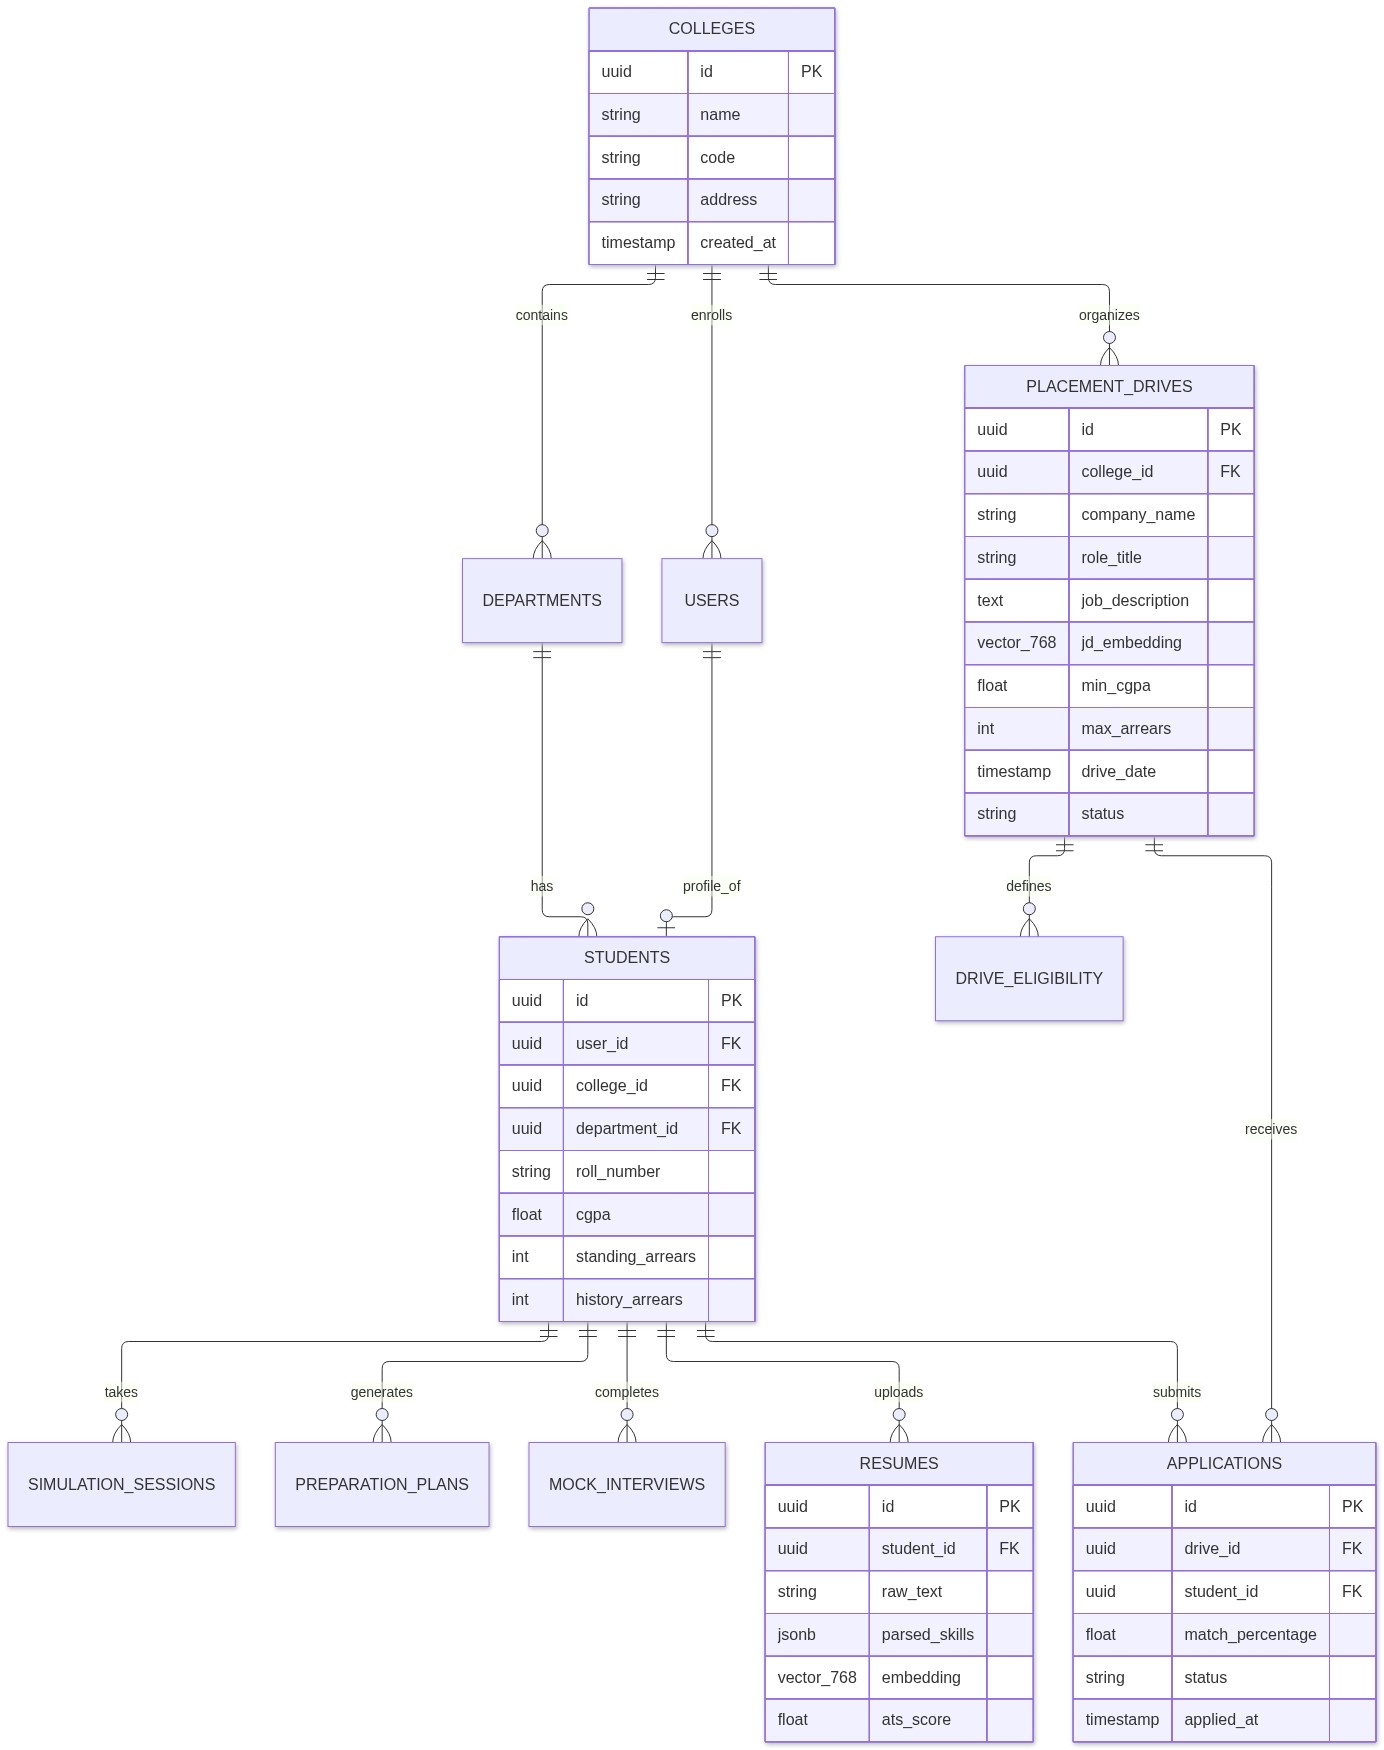 COLLEGES
uuid id PK
string name
string code
string address
timestamp created_at
contains enrolls organizes
PLACEMENT_DRIVES
uuid id PK
uuid college_id FK
string company_name
string role_title
text job_description
vector_768 jd_embedding
float min_cgpa
int max_arrears
timestamp drive_date
string status
DEPARTMENTS
USERS
has profile_of defines
STUDENTS
uuid id PK
uuid user_id FK
uuid college_id FK
uuid department_id FK
string roll_number
float cgpa
int standing_arrears
int history_arrears
DRIVE_ELIGIBILITY
receives
takes generates completes uploads submits
SIMULATION_SESSIONS
PREPARATION_PLANS
MOCK_INTERVIEWS
RESUMES
uuid id PK
uuid student_id FK
string raw_text
jsonb parsed_skills
vector_768 embedding
float ats_score
APPLICATIONS
uuid id PK
uuid drive_id FK
uuid student_id FK
float match_percentage
string status
timestamp applied_at